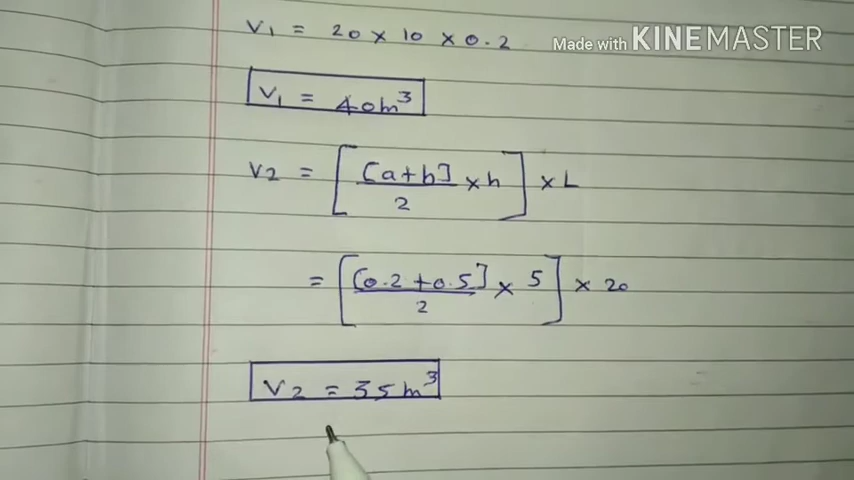 V1 = 20 × 10 × 0.2
Made with KINEMASTER
V1 = 40m³
V2 = [[a+b]/2 × h] × L
= [[0.2+0.5]/2 × 5] × 20
V2 = 35m³